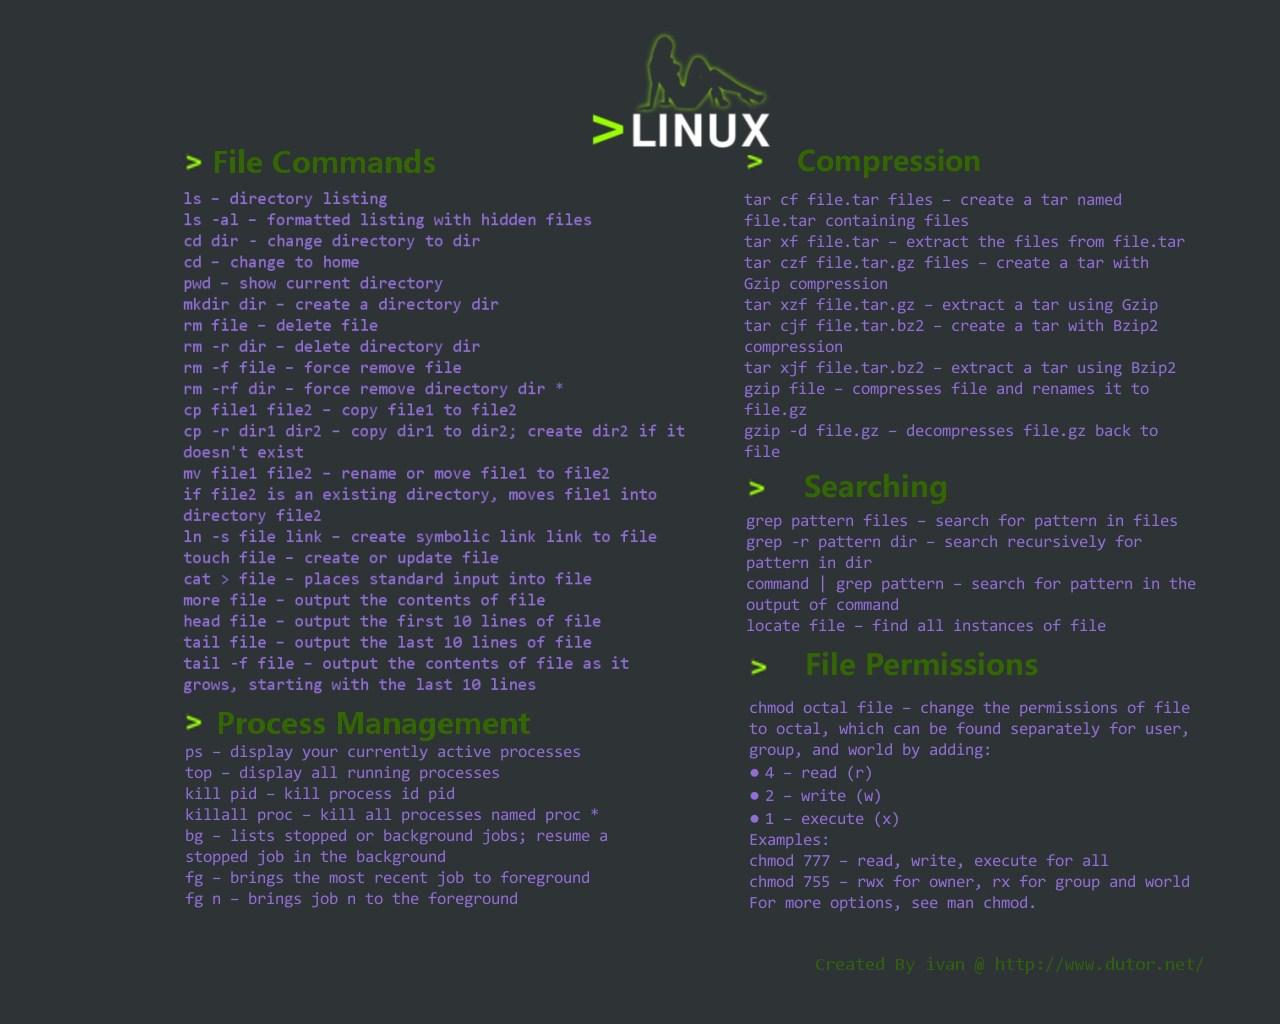 >LINUX
> File Commands
ls – directory listing
ls -al – formatted listing with hidden files
cd dir - change directory to dir
cd – change to home
pwd – show current directory
mkdir dir – create a directory dir
rm file – delete file
rm -r dir – delete directory dir
rm -f file – force remove file
rm -rf dir – force remove directory dir *
cp file1 file2 – copy file1 to file2
cp -r dir1 dir2 – copy dir1 to dir2; create dir2 if it
doesn't exist
mv file1 file2 – rename or move file1 to file2
if file2 is an existing directory, moves file1 into
directory file2
ln -s file link – create symbolic link link to file
touch file – create or update file
cat > file – places standard input into file
more file – output the contents of file
head file – output the first 10 lines of file
tail file – output the last 10 lines of file
tail -f file – output the contents of file as it
grows, starting with the last 10 lines
> Process Management
ps – display your currently active processes
top – display all running processes
kill pid – kill process id pid
killall proc – kill all processes named proc *
bg – lists stopped or background jobs; resume a
stopped job in the background
fg – brings the most recent job to foreground
fg n – brings job n to the foreground
> Compression
tar cf file.tar files – create a tar named
file.tar containing files
tar xf file.tar – extract the files from file.tar
tar czf file.tar.gz files – create a tar with
Gzip compression
tar xzf file.tar.gz – extract a tar using Gzip
tar cjf file.tar.bz2 – create a tar with Bzip2
compression
tar xjf file.tar.bz2 – extract a tar using Bzip2
gzip file – compresses file and renames it to
file.gz
gzip -d file.gz – decompresses file.gz back to
file
> Searching
grep pattern files – search for pattern in files
grep -r pattern dir – search recursively for
pattern in dir
command | grep pattern – search for pattern in the
output of command
locate file – find all instances of file
> File Permissions
chmod octal file – change the permissions of file
to octal, which can be found separately for user,
group, and world by adding:
● 4 – read (r)
● 2 – write (w)
● 1 – execute (x)
Examples:
chmod 777 – read, write, execute for all
chmod 755 – rwx for owner, rx for group and world
For more options, see man chmod.
Created By ivan @ http://www.dutor.net/